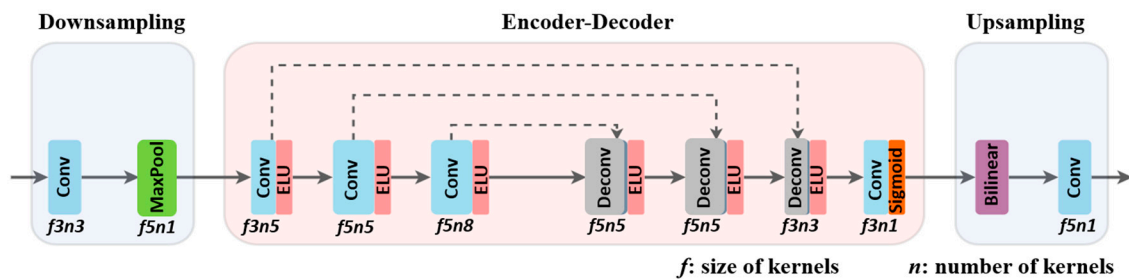 Downsampling Encoder-Decoder Upsampling
Conv MaxPool Conv ELU Conv ELU Conv ELU Deconv ELU Deconv ELU Deconv ELU Conv Sigmoid Bilinear Conv
f3n3 f5n1 f3n5 f5n5 f5n8 f5n5 f5n5 f3n3 f3n1 f5n1
f: size of kernels n: number of kernels